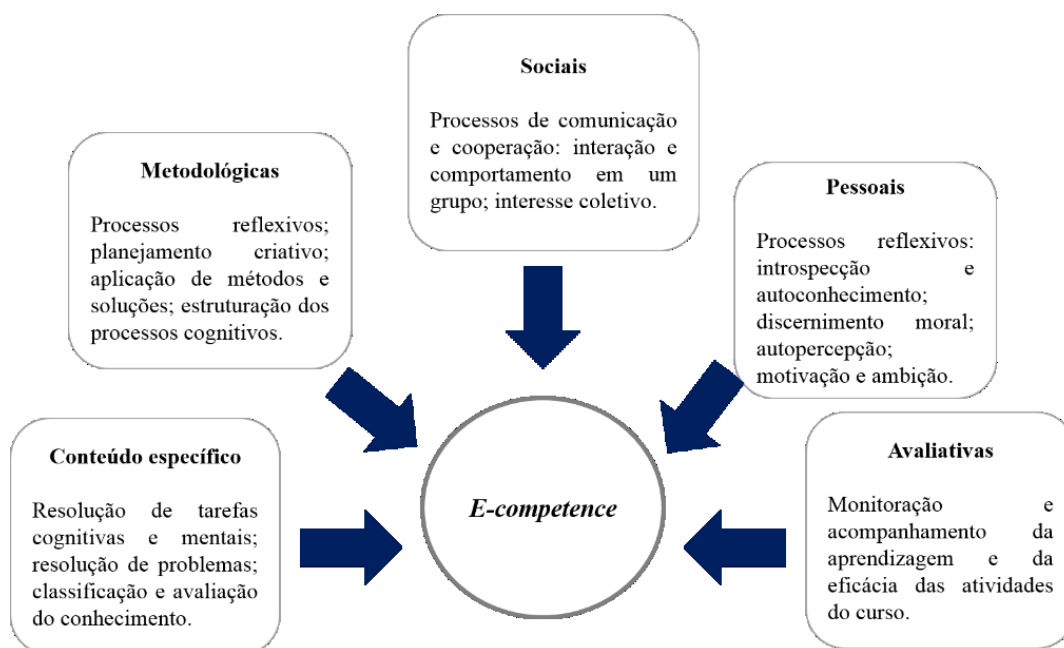 Sociais
Processos de comunicação
e cooperação: interação e
comportamento em um
grupo; interesse coletivo.
Metodológicas
Processos reflexivos;
planejamento criativo;
aplicação de métodos e
soluções; estruturação dos
processos cognitivos.
Pessoais
Processos reflexivos:
introspecção e
autoconhecimento;
discernimento moral;
autopercepção;
motivação e ambição.
Conteúdo específico
Resolução de tarefas
cognitivas e mentais;
resolução de problemas;
classificação e avaliação
do conhecimento.
E-competence
Avaliativas
Monitoração e
acompanhamento da
aprendizagem e da
eficácia das atividades
do curso.